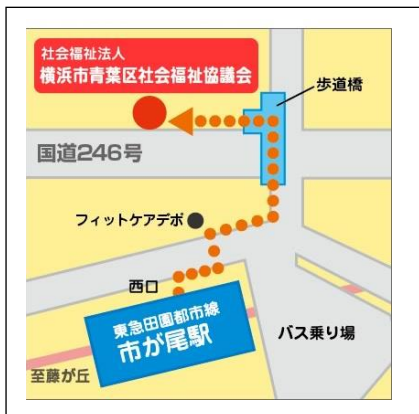 社会福祉法人
横浜市青葉区社会福祉協議会
歩道橋
国道246号
フィットケアデポ
西口
東急田園都市線
市が尾駅
バス乗り場
至藤が丘